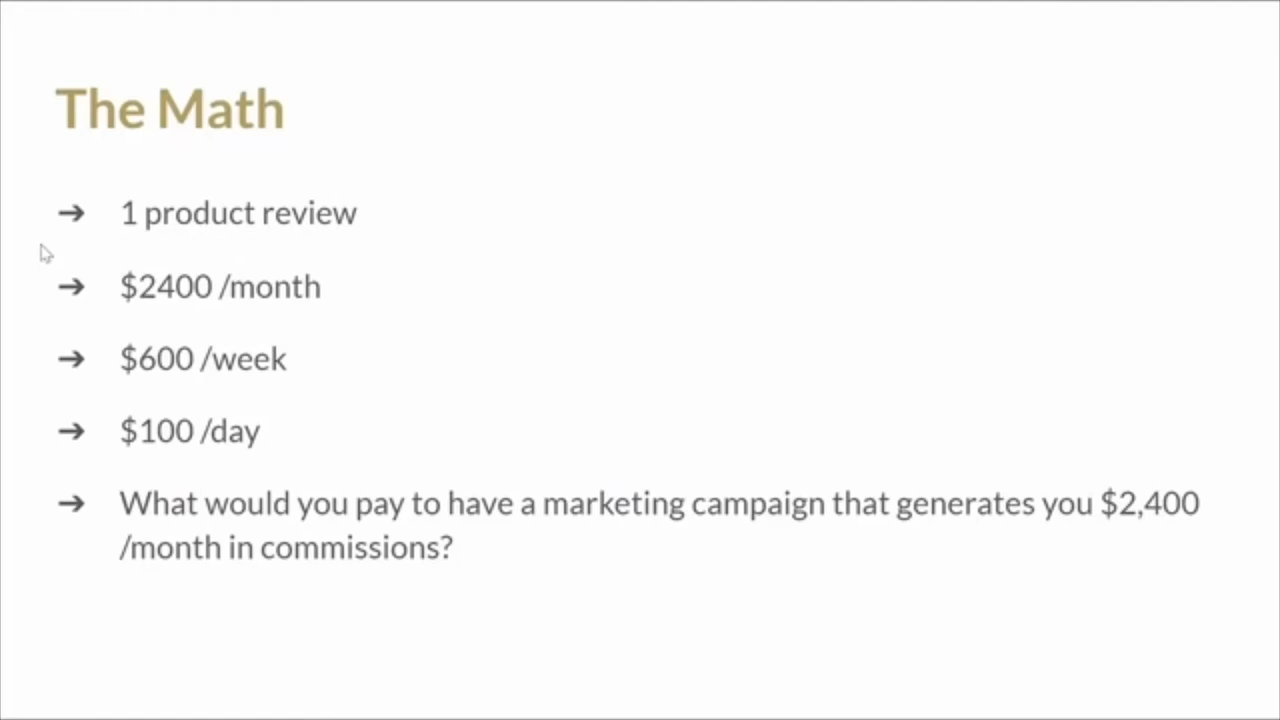 The Math
➔ 1 product review
➔ $2400 /month
➔ $600 /week
➔ $100 /day
➔ What would you pay to have a marketing campaign that generates you $2,400
/month in commissions?